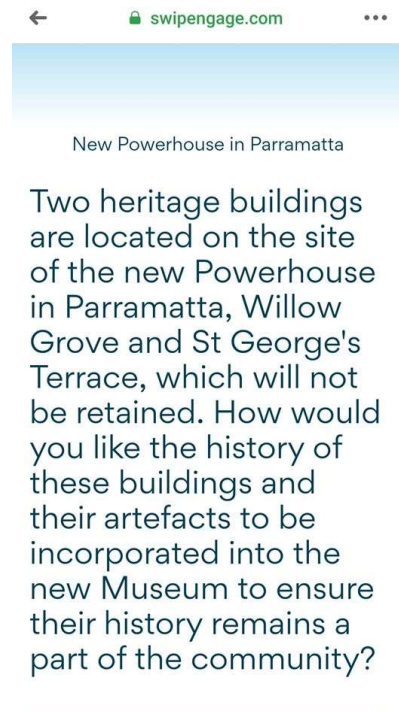 swipengage.com
New Powerhouse in Parramatta
Two heritage buildings
are located on the site
of the new Powerhouse
in Parramatta, Willow
Grove and St George's
Terrace, which will not
be retained. How would
you like the history of
these buildings and
their artefacts to be
incorporated into the
new Museum to ensure
their history remains a
part of the community?